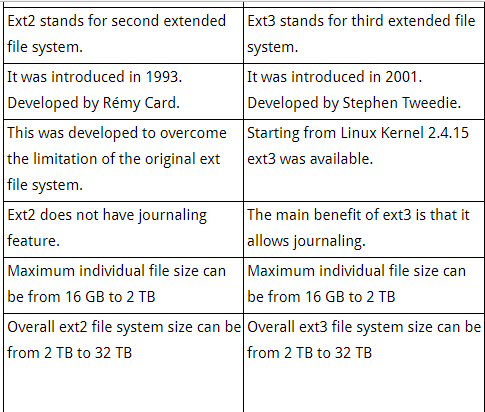 Ext2 stands for second extended
file system.
Ext3 stands for third extended file
system.
It was introduced in 1993.
Developed by Rémy Card.
It was introduced in 2001.
Developed by Stephen Tweedie.
This was developed to overcome
the limitation of the original ext
file system.
Starting from Linux Kernel 2.4.15
ext3 was available.
Ext2 does not have journaling
feature.
The main benefit of ext3 is that it
allows journaling.
Maximum individual file size can
be from 16 GB to 2 TB
Maximum individual file size can
be from 16 GB to 2 TB
Overall ext2 file system size can be
from 2 TB to 32 TB
Overall ext3 file system size can be
from 2 TB to 32 TB